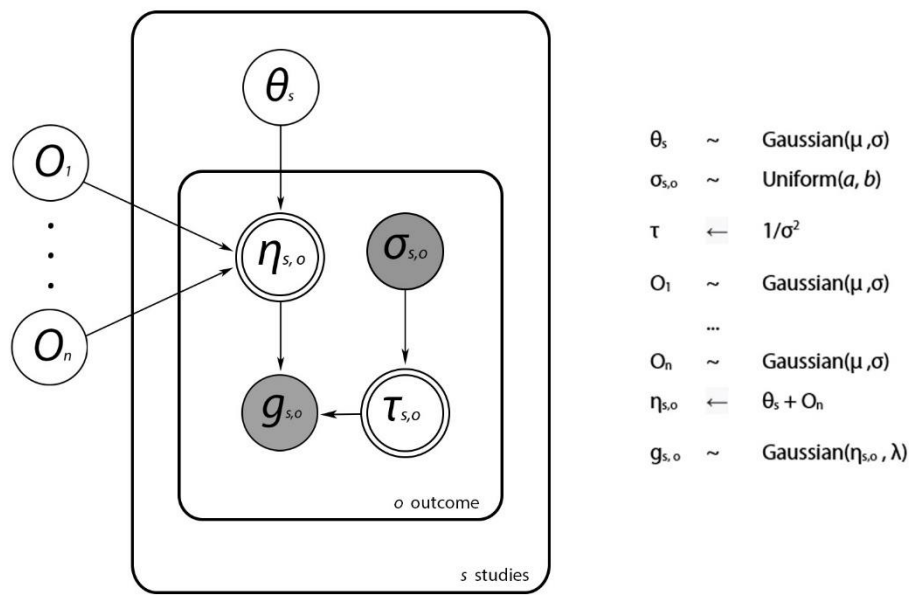 θs
O1
ηs,o
σs,o
On
gs,o
τs,o
o outcome
s studies
θs ~ Gaussian(μ ,σ)
σs,o ~ Uniform(a, b)
τ ← 1/σ²
O1 ~ Gaussian(μ ,σ)
...
On ~ Gaussian(μ ,σ)
ηs,o ← θs + On
gs, o ~ Gaussian(ηs,o , λ)